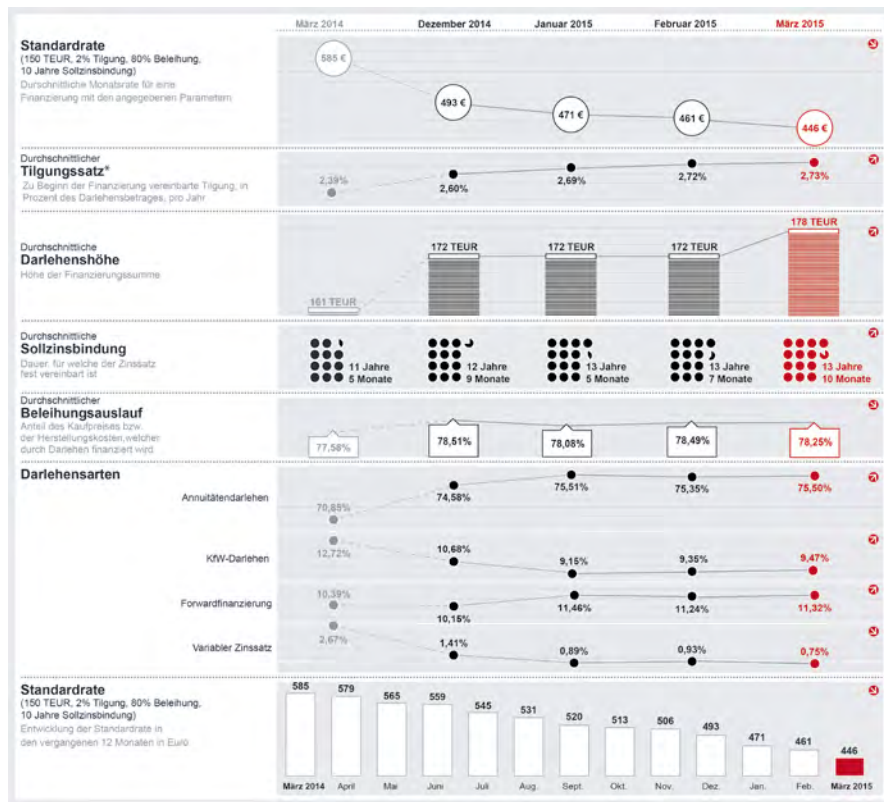 März 2014 Dezember 2014 Januar 2015 Februar 2015 März 2015
Standardrate
(150 TEUR, 2% Tilgung, 80% Beleihung,
10 Jahre Sollzinsbindung)
Durschnittliche Monatsrate für eine
Finanzierung mit den angegebenen Parametern
585 € 493 € 471 € 461 € 446 €
Durchschnittlicher
Tilgungssatz*
Zu Beginn der Finanzierung vereinbarte Tilgung, in
Prozent des Darlehensbetrages, pro Jahr
2,39% 2,60% 2,69% 2,72% 2,73%
Durchschnittliche
Darlehenshöhe
Höhe der Finanzierungssumme
161 TEUR 172 TEUR 172 TEUR 172 TEUR 178 TEUR
Durchschnittliche
Sollzinsbindung
Dauer, für welche der Zinssatz
fest vereinbart ist
11 Jahre 12 Jahre 13 Jahre 13 Jahre 13 Jahre
5 Monate 9 Monate 5 Monate 7 Monate 10 Monate
Durchschnittlicher
Beleihungsauslauf
Anteil des Kaufpreises bzw.
der Herstellungskosten,welcher
durch Darlehen finanziert wird
77,58% 78,51% 78,08% 78,49% 78,25%
Darlehensarten
Annuitätendarlehen
70,85% 74,58% 75,51% 75,35% 75,50%
KfW-Darlehen
12,72% 10,68% 9,15% 9,35% 9,47%
Forwardfinanzierung
10,39% 10,15% 11,46% 11,24% 11,32%
Variabler Zinssatz
2,67% 1,41% 0,89% 0,93% 0,75%
Standardrate
(150 TEUR, 2% Tilgung, 80% Beleihung,
10 Jahre Sollzinsbindung)
Entwicklung der Standardrate in
den vergangenen 12 Monaten in Euro
585 579 565 559 545 531 520 513 506 493 471 461 446
März 2014 April Mai Juni Juli Aug. Sept. Okt. Nov. Dez. Jan. Feb. März 2015